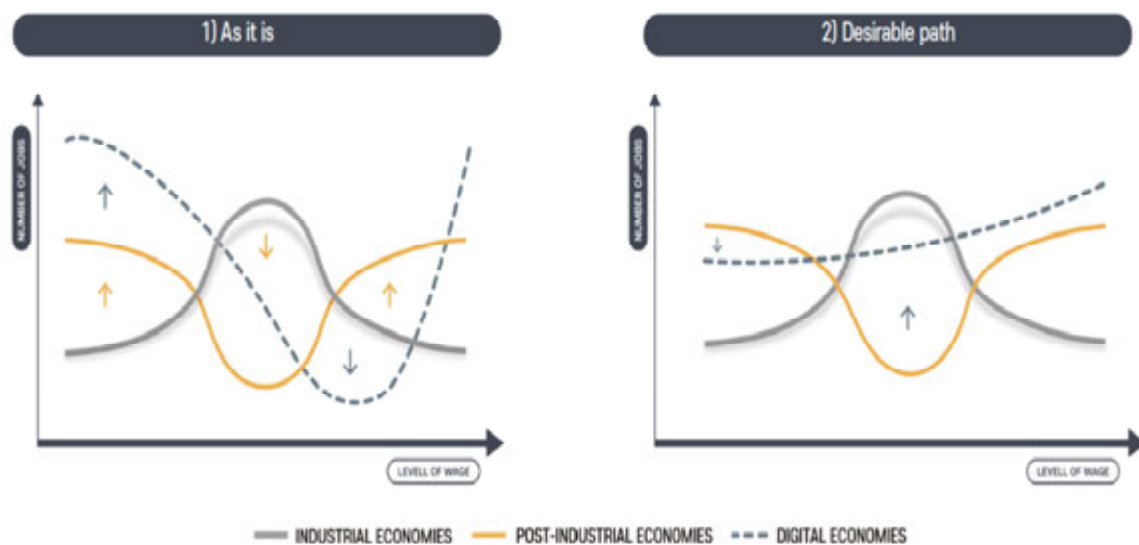 1) As it is
2) Desirable path
NUMBER OF JOBS
NUMBER OF JOBS
LEVELL OF WAGE
LEVELL OF WAGE
INDUSTRIAL ECONOMIES POST-INDUSTRIAL ECONOMIES DIGITAL ECONOMIES